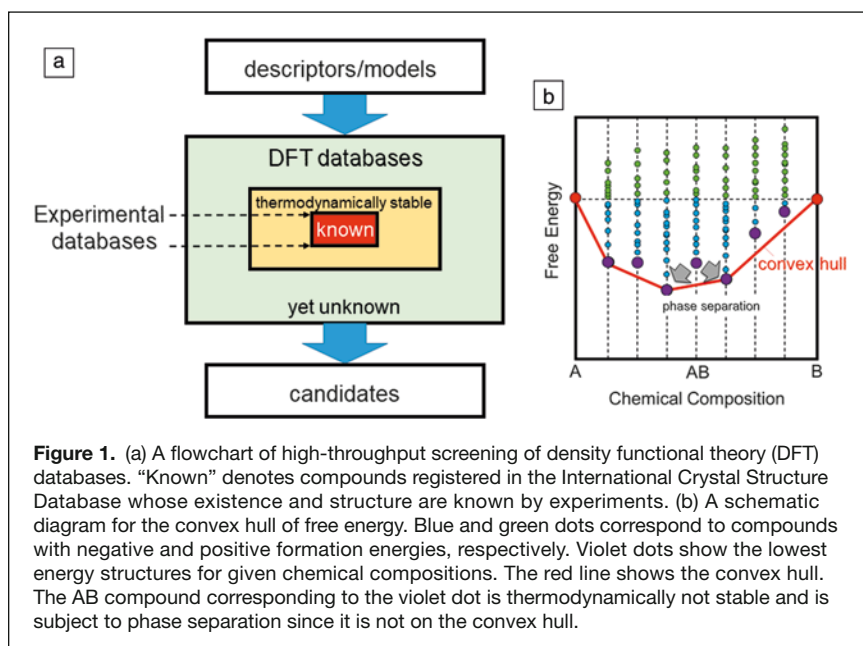 a
descriptors/models
DFT databases
thermodynamically stable
known
Experimental
databases
yet unknown
candidates
b
Free Energy
convex hull
phase separation
A
AB
B
Chemical Composition
Figure 1. (a) A flowchart of high-throughput screening of density functional theory (DFT)
databases. “Known” denotes compounds registered in the International Crystal Structure
Database whose existence and structure are known by experiments. (b) A schematic
diagram for the convex hull of free energy. Blue and green dots correspond to compounds
with negative and positive formation energies, respectively. Violet dots show the lowest
energy structures for given chemical compositions. The red line shows the convex hull.
The AB compound corresponding to the violet dot is thermodynamically not stable and is
subject to phase separation since it is not on the convex hull.